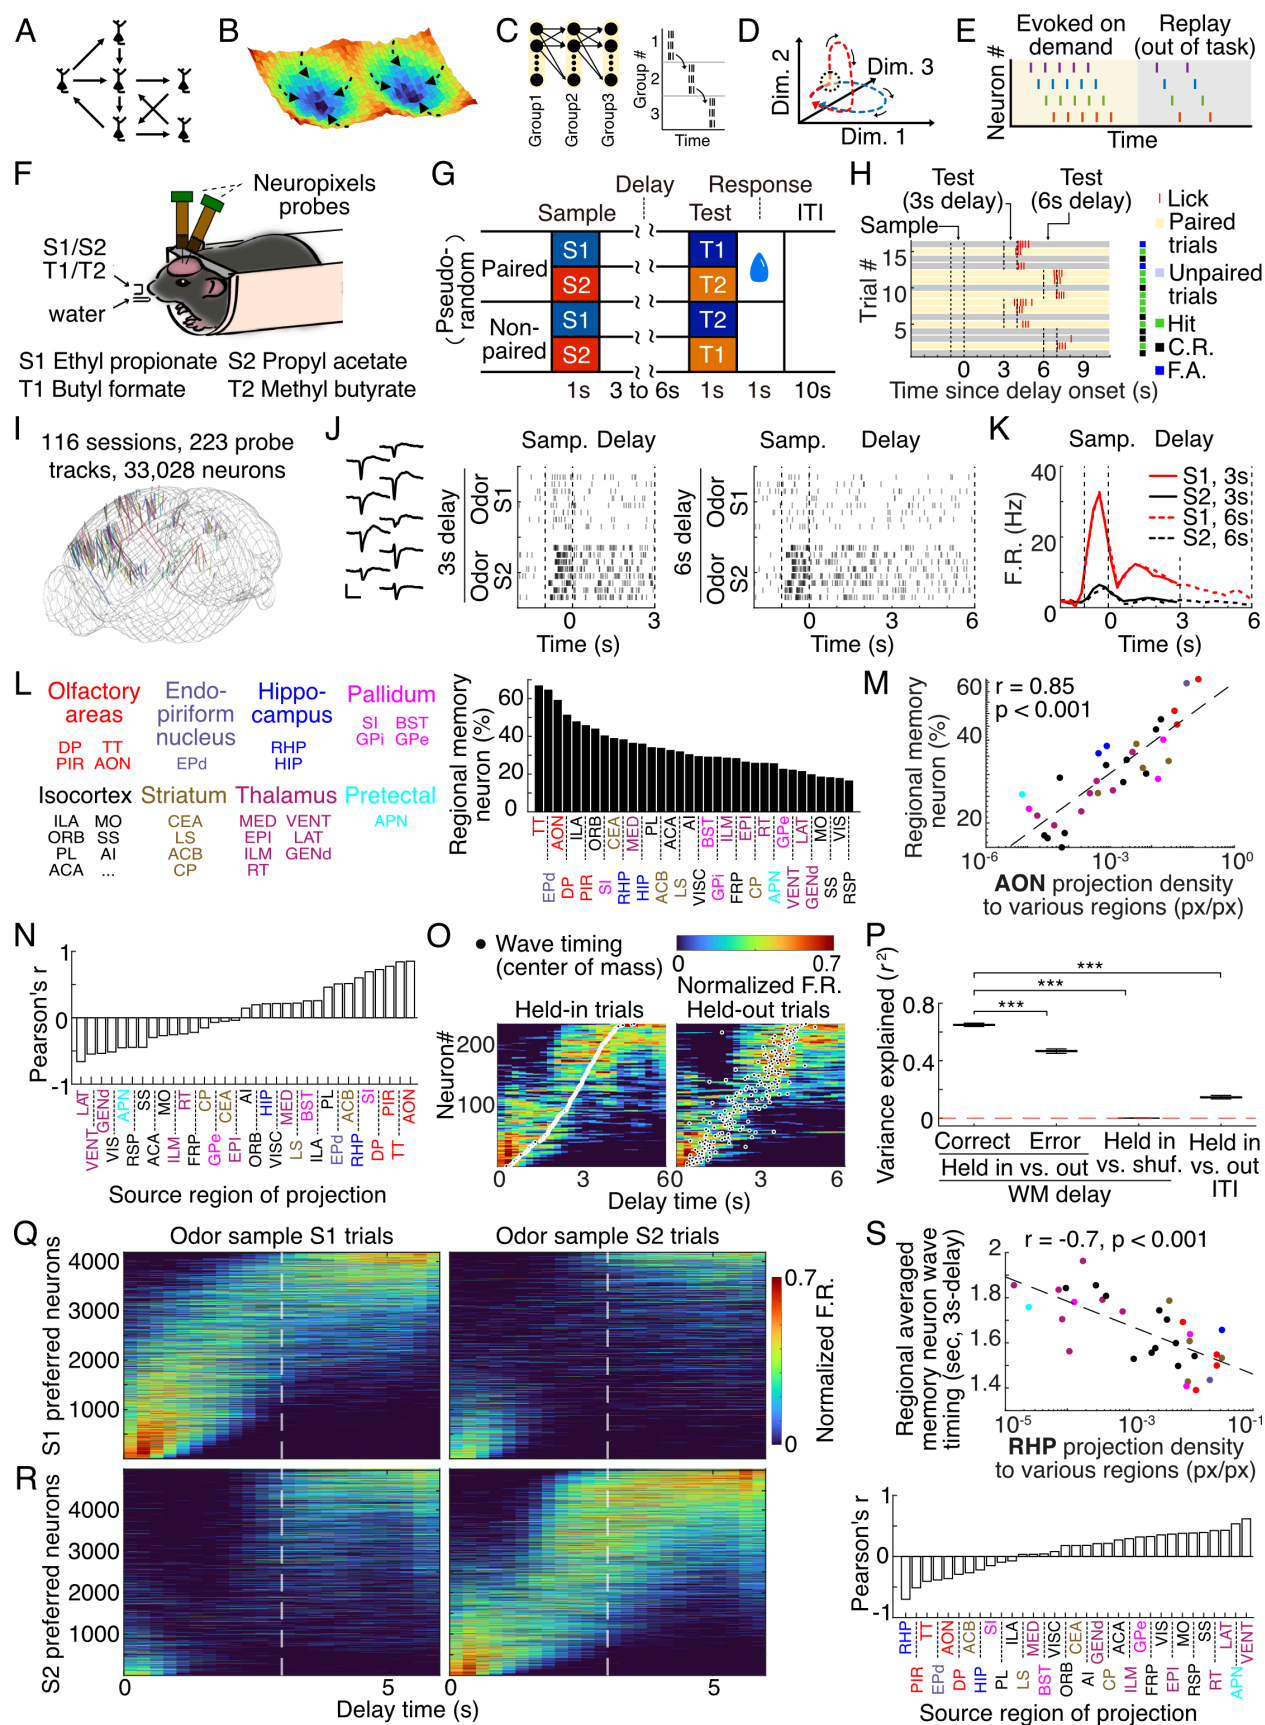 A
B
C
Group1
Group2
Group3
Group #
1
2
3
Time
D
Dim. 2
Dim. 3
Dim. 1
E
Evoked on
demand
Replay
(out of task)
Neuron #
Time
F
Neuropixels
probes
S1/S2
T1/T2
water
S1 Ethyl propionate S2 Propyl acetate
T1 Butyl formate T2 Methyl butyrate
G
Delay Response
Sample Test ITI
(Pseudo-
random)
Paired
S1 T1
S2 T2
Non-
paired
S1 T2
S2 T1
1s 3 to 6s 1s 1s 10s
H
Test
(3s delay)
Test
(6s delay)
Sample
Trial #
15
10
5
0 3 6 9
Time since delay onset (s)
Lick
Paired
trials
Unpaired
trials
Hit
C.R.
F.A.
I
116 sessions, 223 probe
tracks, 33,028 neurons
J
Samp. Delay
3s delay
Odor
S1
Odor
S2
0 3
Time (s)
Samp. Delay
6s delay
Odor
S1
Odor
S2
0 3 6
Time (s)
K
Samp. Delay
F.R. (Hz)
40
20
0
S1, 3s
S2, 3s
S1, 6s
S2, 6s
0 3 6
Time (s)
L
Olfactory
areas
DP TT
PIR AON
Endo-
piriform
nucleus
EPd
Hippo-
campus
RHP
HIP
Pallidum
SI BST
GPi GPe
Isocortex
ILA MO
ORB SS
PL AI
ACA ...
Striatum
CEA
LS
ACB
CP
Thalamus
MED VENT
EPI LAT
ILM GENd
RT
Pretectal
APN
Regional memory
neuron (%)
60
40
20
0
TT AON ILA ORB CEA MED PL ACA AI BST ILM EPI RT GPe LAT MO VIS
EPd DP PIR SI RHP HIP ACB LS VISC GPi FRP CP APN VENT GENd SS RSP
M
r = 0.85
p < 0.001
Regional memory
neuron (%)
60
40
20
10-6 10-3 100
AON projection density
to various regions (px/px)
N
Pearson's r
1
0
-1
LAT GENd APN SS MO RT CP CEA AI HIP MED BST PL ACB SI PIR AON
VENT VIS RSP ACA ILM FRP GPe EPI ORB VISC LS ILA EPd RHP DP TT
Source region of projection
O
Wave timing
(center of mass)
0 0.7
Normalized F.R.
Held-in trials Held-out trials
Neuron#
200
100
0 3 6 0 3 6
Delay time (s)
P
Variance explained (r2)
0.8
0.4
0
***
***
***
Correct Error Held in Held in
Held in vs. out vs. shuf. vs. out
WM delay ITI
Q
Odor sample S1 trials Odor sample S2 trials
S1 preferred neurons
4000
3000
2000
1000
0.7
0
Normalized F.R.
R
S2 preferred neurons
4000
3000
2000
1000
0 5 0 5
Delay time (s)
S
r = -0.7, p < 0.001
Regional averaged
memory neuron wave
timing (sec, 3s-delay)
2
1.8
1.6
1.4
10-5 10-3 10-1
RHP projection density
to various regions (px/px)
Pearson's r
1
0
-1
RHP TT AON ACB SI ILA MED VISC CEA GENd ACA GPe VIS MO SS LAT VENT
PIR EPd DP HIP PL LS BST ORB AI CP ILM FRP EPI RSP RT APN
Source region of projection